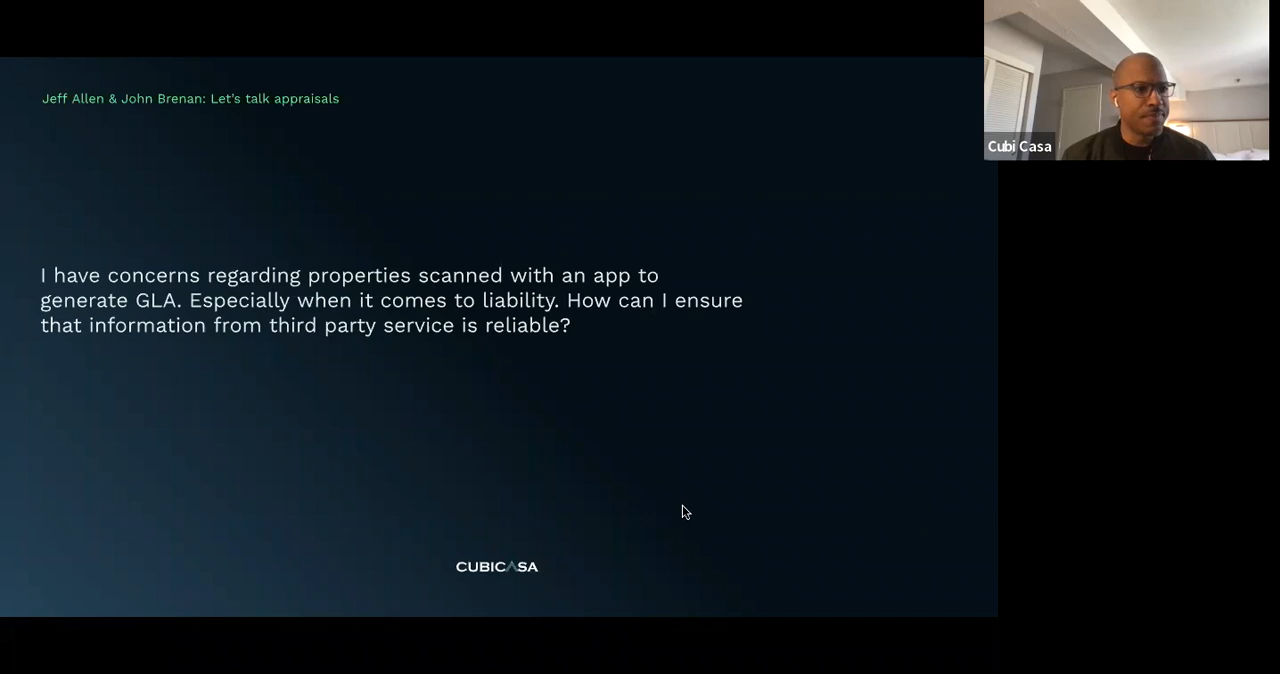 Jeff Allen & John Brenan: Let's talk appraisals
Cubi Casa
I have concerns regarding properties scanned with an app to
generate GLA. Especially when it comes to liability. How can I ensure
that information from third party service is reliable?
CUBICASA